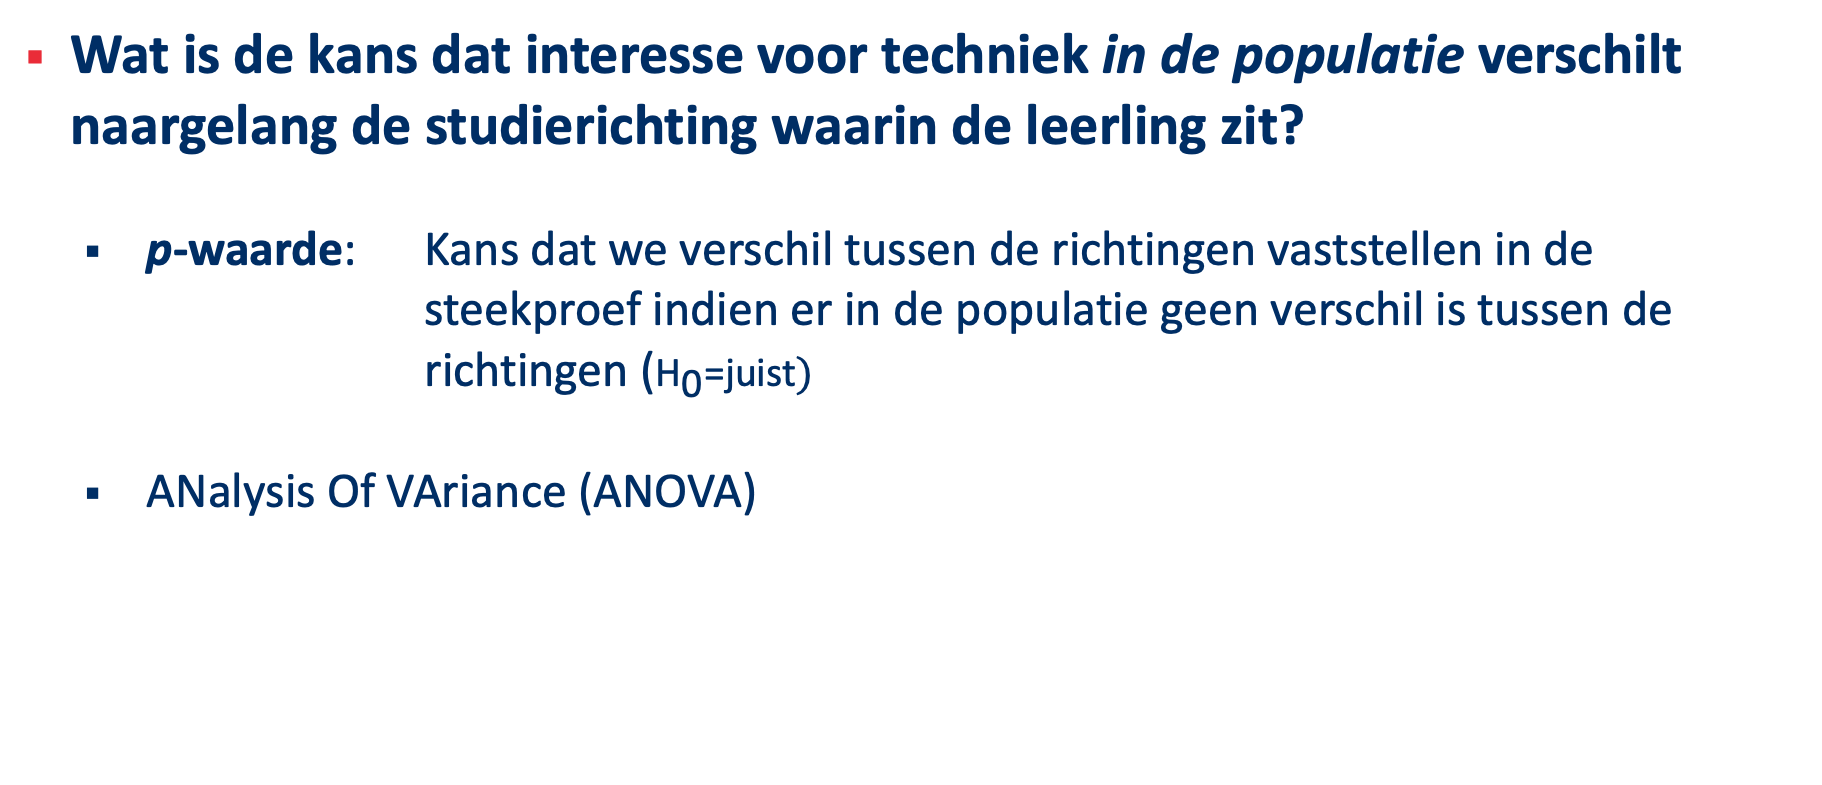 ▪ Wat is de kans dat interesse voor techniek in de populatie verschilt
naargelang de studierichting waarin de leerling zit?
▪ p-waarde: Kans dat we verschil tussen de richtingen vaststellen in de
steekproef indien er in de populatie geen verschil is tussen de
richtingen (H₀=juist)
▪ ANalysis Of VAriance (ANOVA)